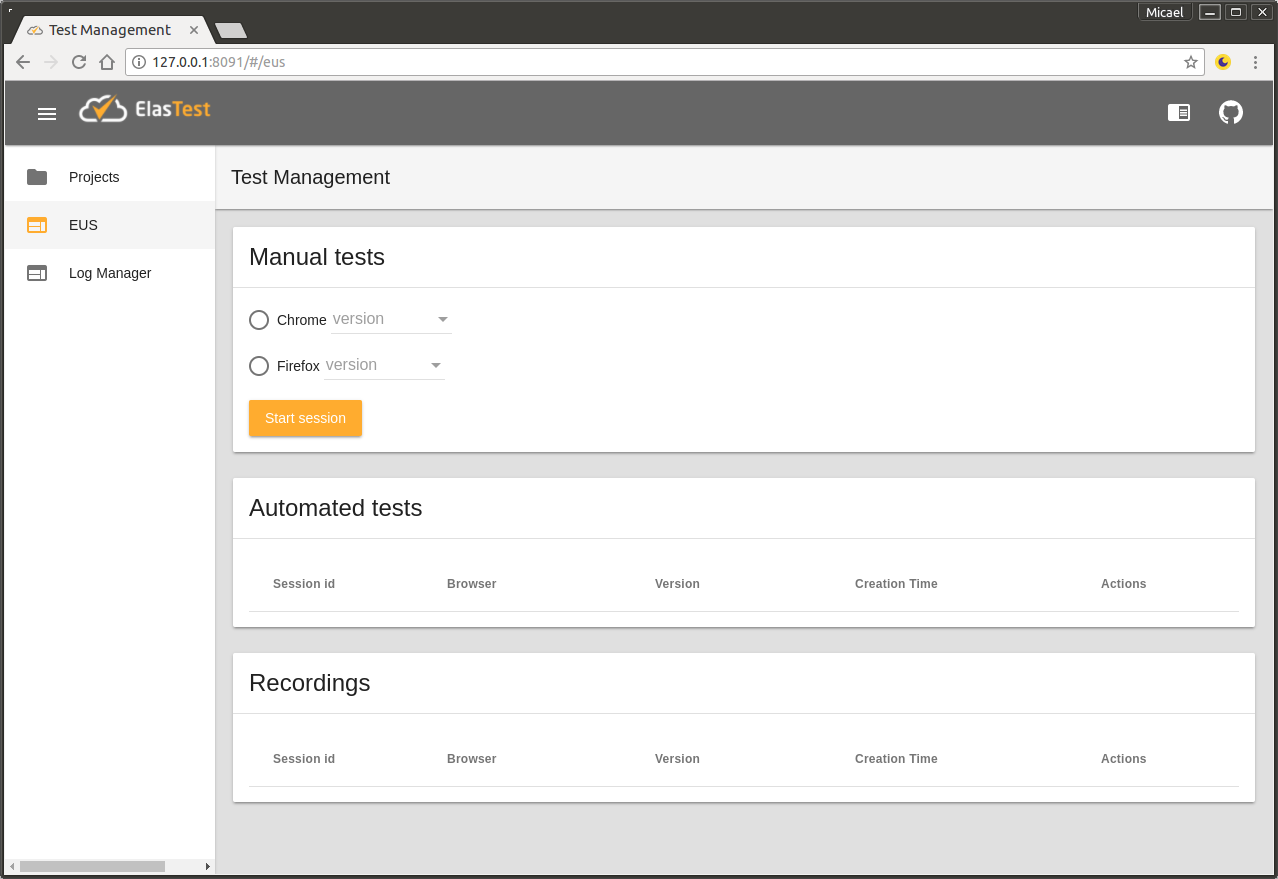 Micael
Test Management
127.0.0.1:8091/#/eus
ElasTest
Projects
EUS
Log Manager
Test Management
Manual tests
Chrome version
Firefox version
Start session
Automated tests
Session id Browser Version Creation Time Actions
Recordings
Session id Browser Version Creation Time Actions